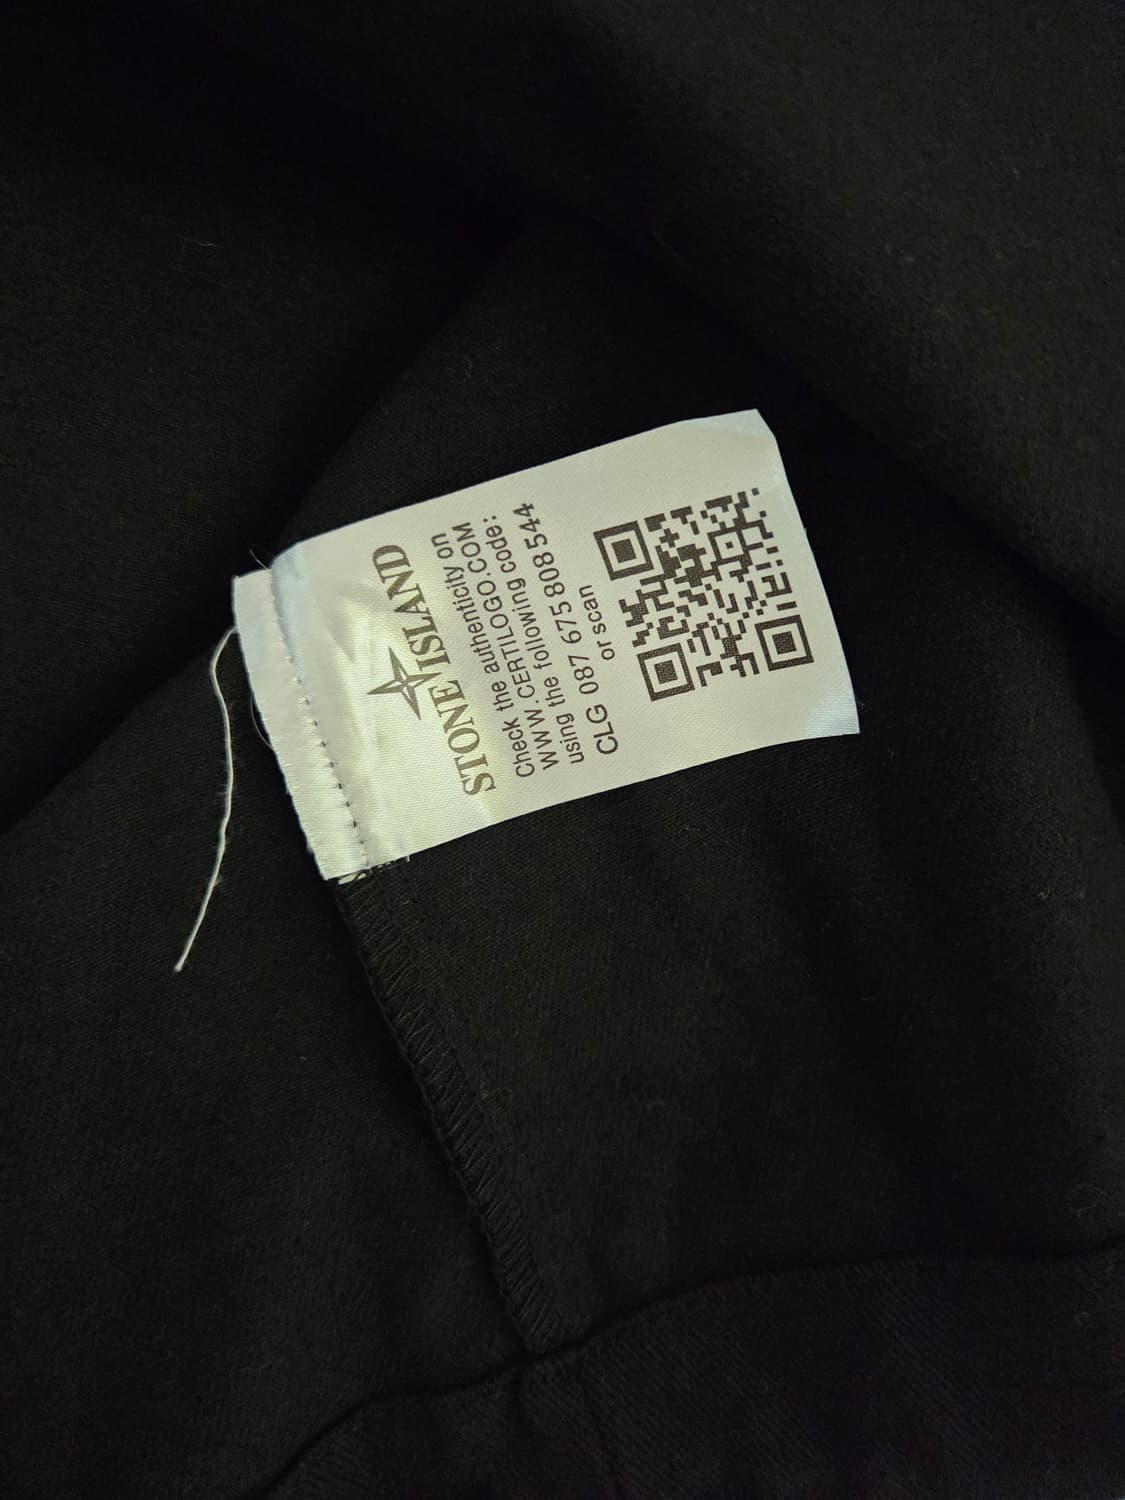 STONE ISLAND
Check the authenticity on
WWW.CERTILOGO.COM
using the following code:
CLG 087 675 808 544
or scan